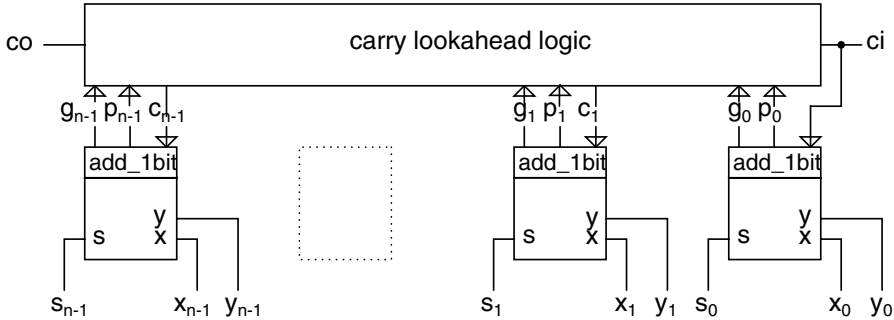 co carry lookahead logic ci
gn-1 pn-1 cn-1 g1 p1 c1 g0 p0
add_1bit add_1bit add_1bit
y y y
s x s x s x
sn-1 xn-1 yn-1 s1 x1 y1 s0 x0 y0